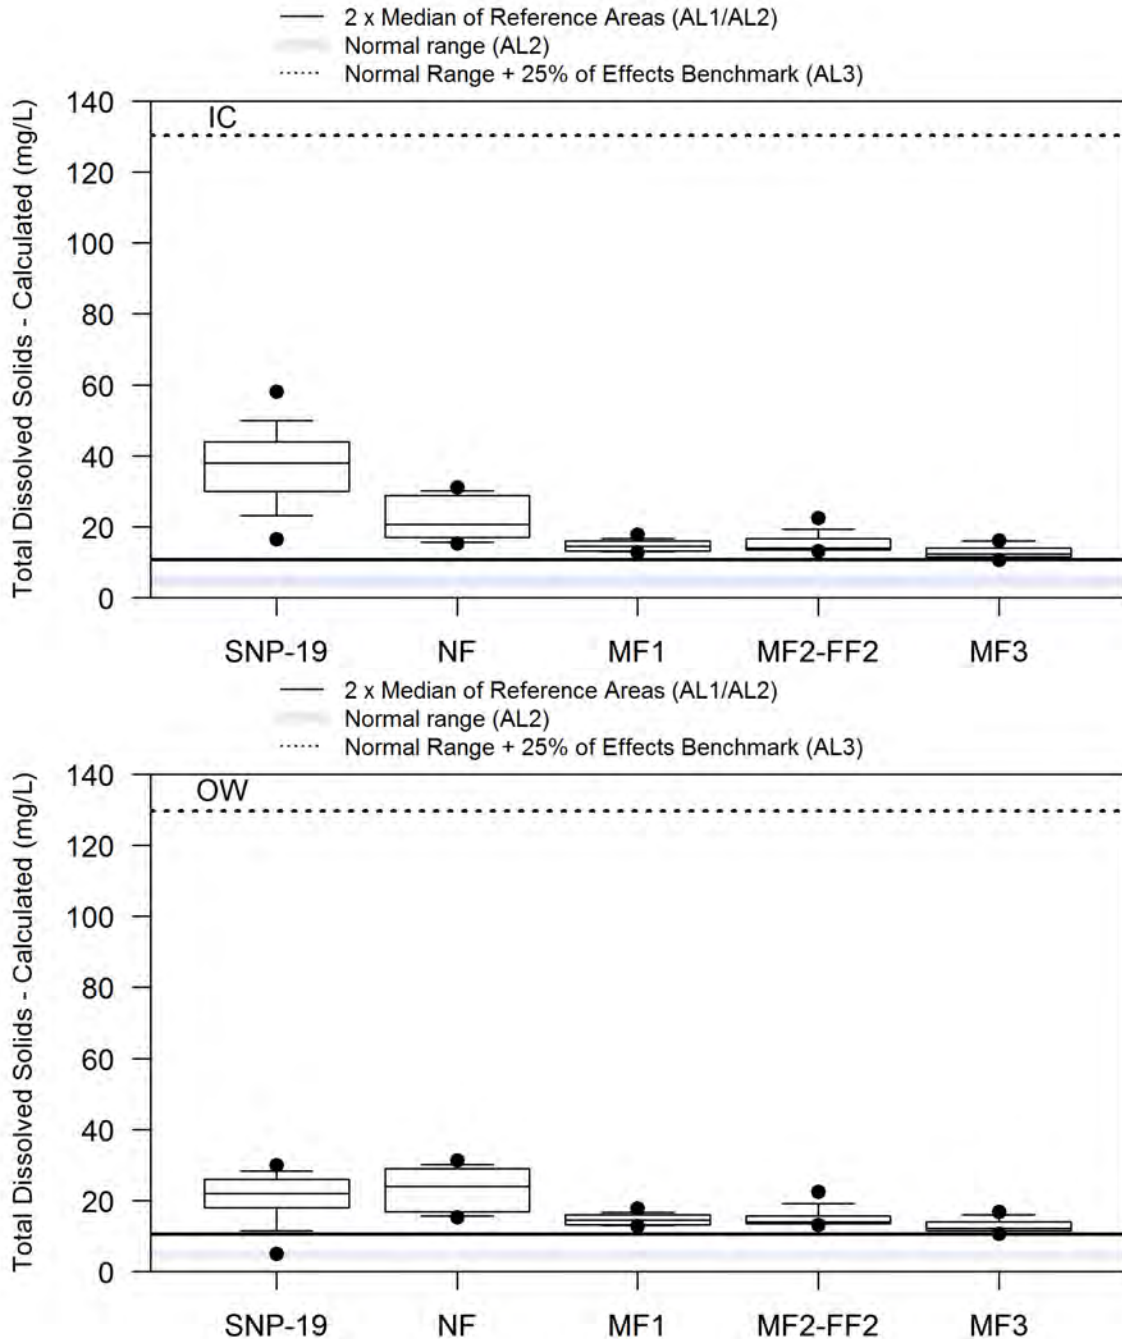 2 x Median of Reference Areas (AL1/AL2)
Normal range (AL2)
Normal Range + 25% of Effects Benchmark (AL3)
Total Dissolved Solids - Calculated (mg/L)
IC
140
120
100
80
60
40
20
0
SNP-19 NF MF1 MF2-FF2 MF3
2 x Median of Reference Areas (AL1/AL2)
Normal range (AL2)
Normal Range + 25% of Effects Benchmark (AL3)
Total Dissolved Solids - Calculated (mg/L)
OW
140
120
100
80
60
40
20
0
SNP-19 NF MF1 MF2-FF2 MF3